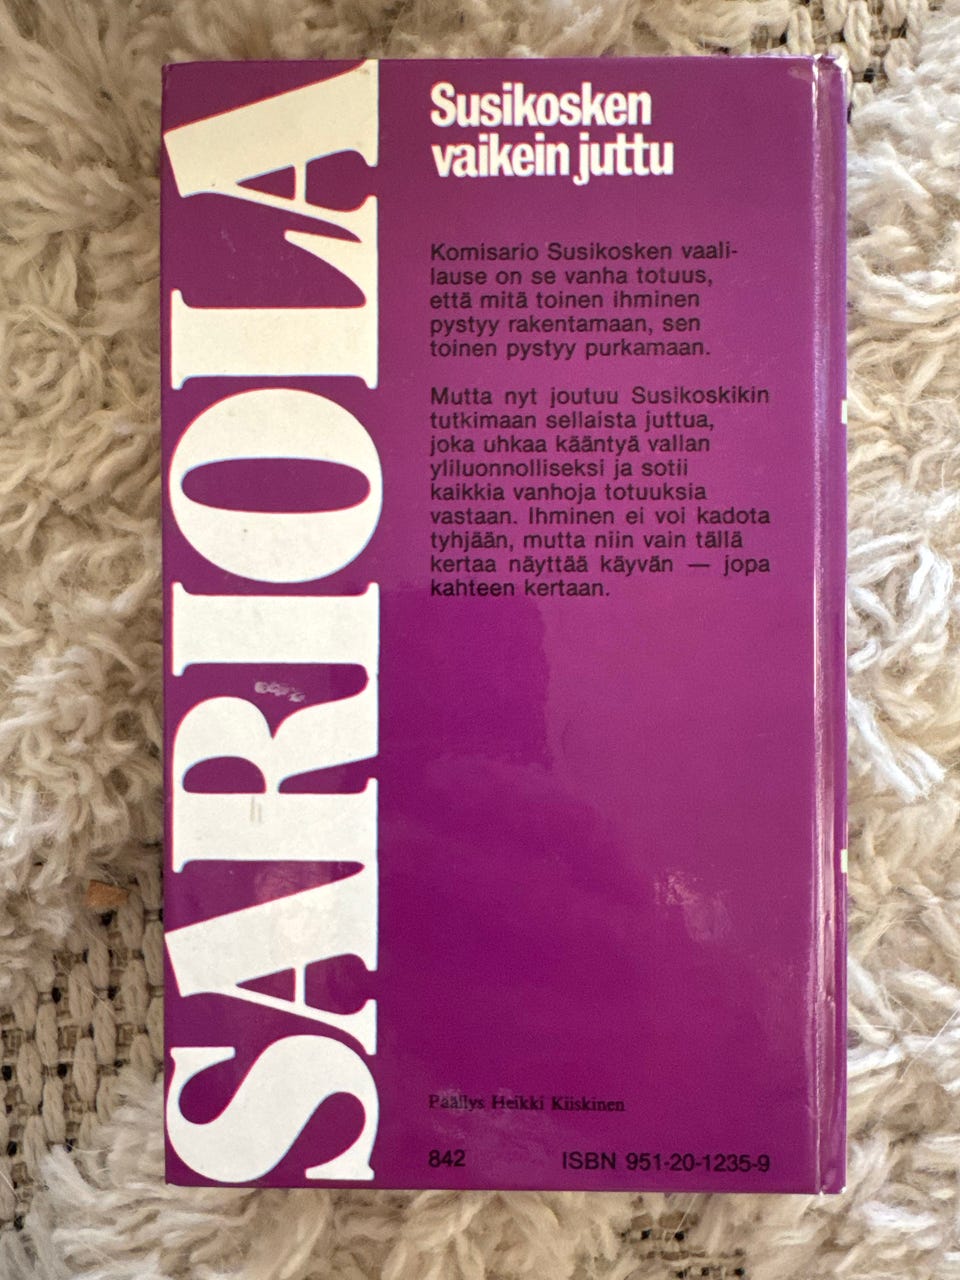 SARIOLA
Susikosken
vaikein juttu
Komisario Susikosken vaali-
lause on se vanha totuus,
että mitä toinen ihminen
pystyy rakentamaan, sen
toinen pystyy purkamaan.
Mutta nyt joutuu Susikoskikin
tutkimaan sellaista juttua,
joka uhkaa kääntyä vallan
yliluonnolliseksi ja sotii
kaikkia vanhoja totuuksia
vastaan. Ihminen ei voi kadota
tyhjään, mutta niin vain tällä
kertaa näyttää käyvän — jopa
kahteen kertaan.
Päällys Heikki Kiiskinen
842 ISBN 951-20-1235-9